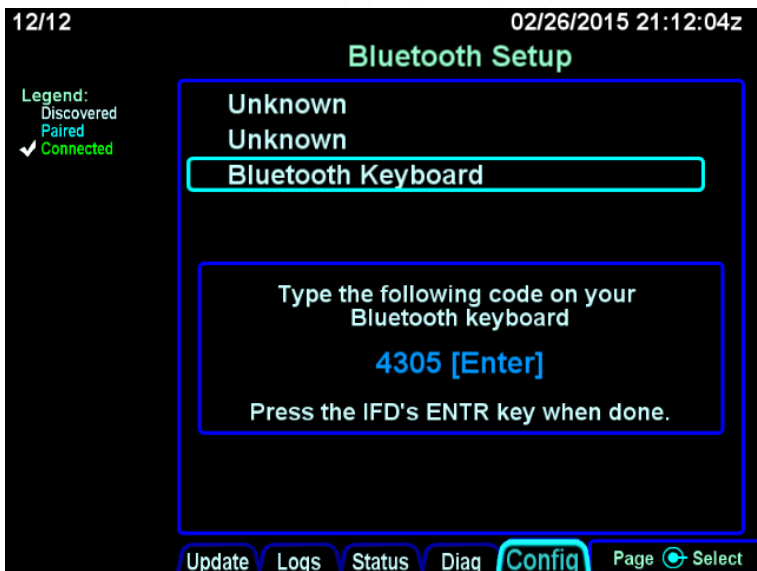 12/12
02/26/2015 21:12:04z
Bluetooth Setup
Legend:
Discovered
Paired
Connected
Unknown
Unknown
Bluetooth Keyboard
Type the following code on your
Bluetooth keyboard
4305 [Enter]
Press the IFD's ENTR key when done.
Update Logs Status Diag Config Page Select